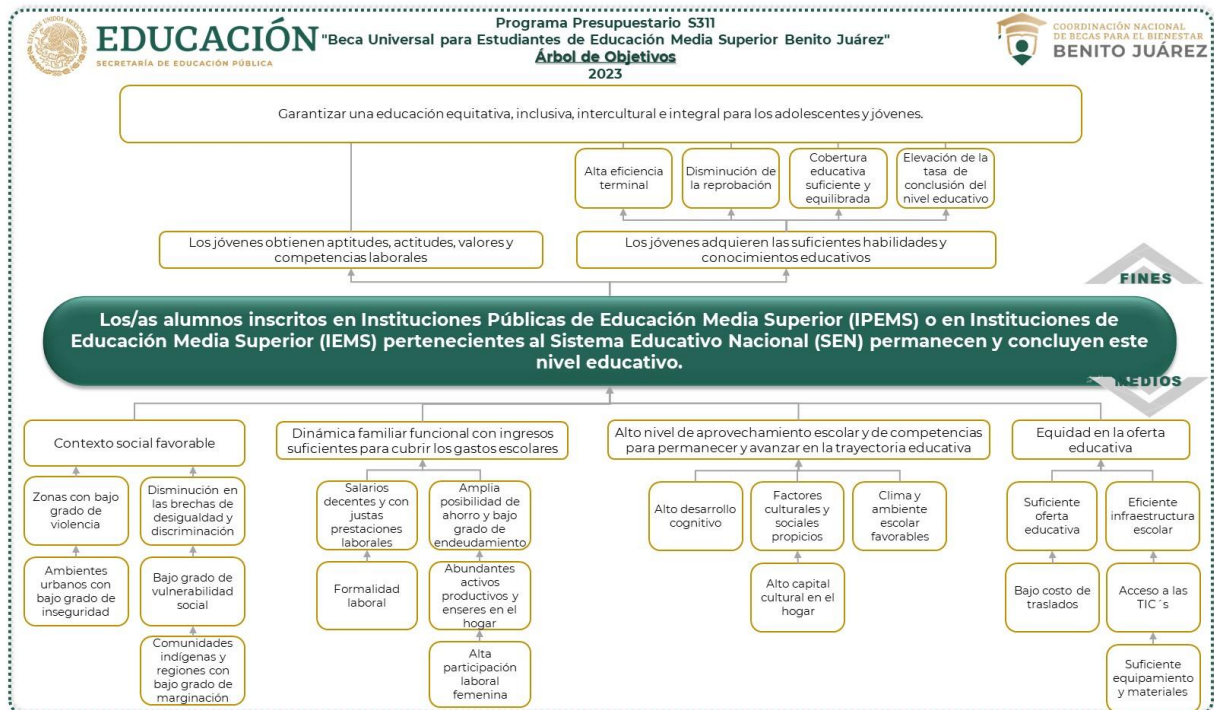 Programa Presupuestario S311
"Beca Universal para Estudiantes de Educación Media Superior Benito Juárez"
Árbol de Objetivos
2023
EDUCACIÓN
SECRETARÍA DE EDUCACIÓN PÚBLICA
COORDINACIÓN NACIONAL
DE BECAS PARA EL BIENESTAR
BENITO JUÁREZ
Garantizar una educación equitativa, inclusiva, intercultural e integral para los adolescentes y jóvenes.
Alta eficiencia
terminal
Disminución de
la reprobación
Cobertura
educativa
suficiente y
equilibrada
Elevación de la
tasa de
conclusión del
nivel educativo
Los jóvenes obtienen aptitudes, actitudes, valores y
competencias laborales
Los jóvenes adquieren las suficientes habilidades y
conocimientos educativos
FINES
Los/as alumnos inscritos en Instituciones Públicas de Educación Media Superior (IPEMS) o en Instituciones de
Educación Media Superior (IEMS) pertenecientes al Sistema Educativo Nacional (SEN) permanecen y concluyen este
nivel educativo.
MEDIOS
Contexto social favorable
Dinámica familiar funcional con ingresos
suficientes para cubrir los gastos escolares
Alto nivel de aprovechamiento escolar y de competencias
para permanecer y avanzar en la trayectoria educativa
Equidad en la oferta
educativa
Zonas con bajo
grado de
violencia
Disminución en
las brechas de
desigualdad y
discriminación
Salarios
decentes y con
justas
prestaciones
laborales
Amplia
posibilidad de
ahorro y bajo
grado de
endeudamiento
Alto desarrollo
cognitivo
Factores
culturales y
sociales
propicios
Clima y
ambiente
escolar
favorables
Suficiente
oferta
educativa
Eficiente
infraestructura
escolar
Ambientes
urbanos con
bajo grado de
inseguridad
Bajo grado de
vulnerabilidad
social
Formalidad
laboral
Abundantes
activos
productivos y
enseres en el
hogar
Alto capital
cultural en el
hogar
Bajo costo de
traslados
Acceso a las
TIC´s
Comunidades
indígenas y
regiones con
bajo grado de
marginación
Alta
participación
laboral
femenina
Suficiente
equipamiento
y materiales